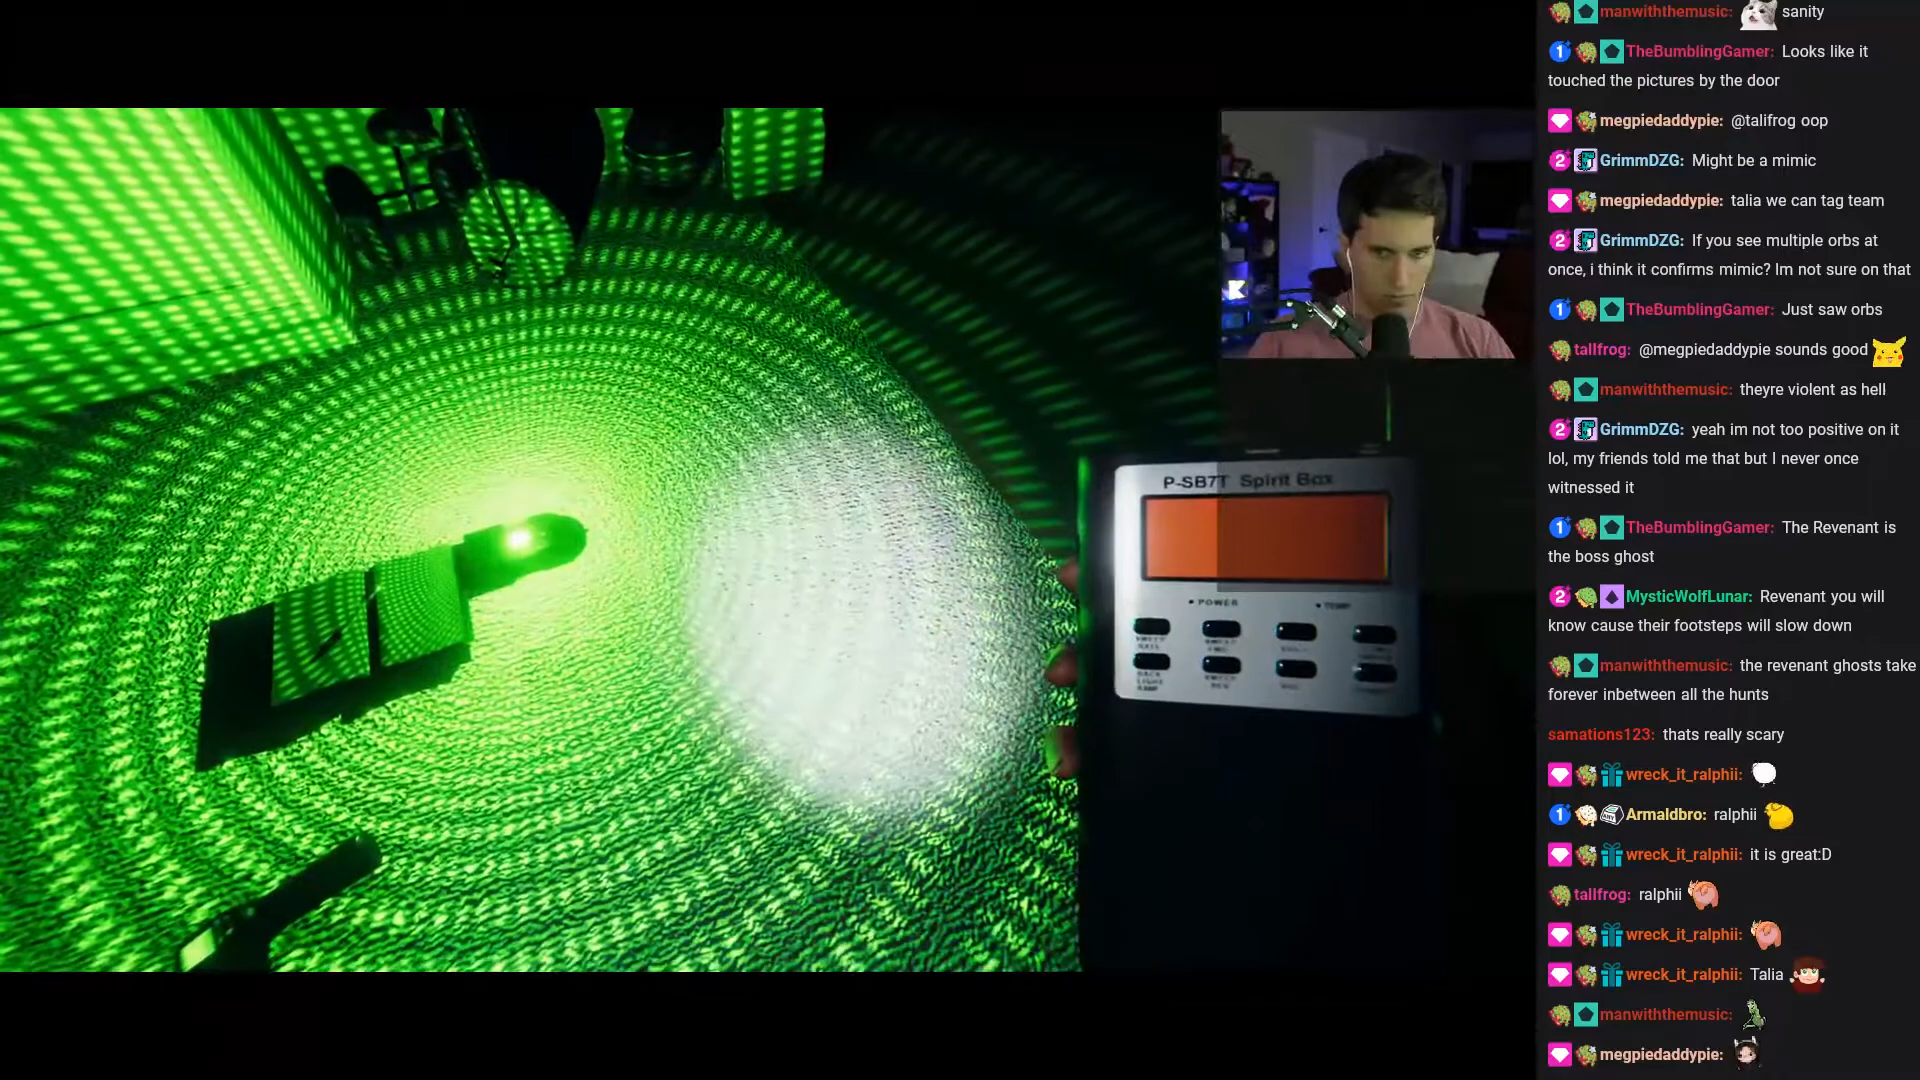 P-SB7T Spirit Box
POWER
TEMP
manwiththemusic: sanity
TheBumblingGamer: Looks like it
touched the pictures by the door
megpiedaddypie: @talifrog oop
GrimmDZG: Might be a mimic
megpiedaddypie: talia we can tag team
GrimmDZG: If you see multiple orbs at
once, i think it confirms mimic? Im not sure on that
TheBumblingGamer: Just saw orbs
tallfrog: @megpiedaddypie sounds good
manwiththemusic: theyre violent as hell
GrimmDZG: yeah im not too positive on it
lol, my friends told me that but I never once
witnessed it
TheBumblingGamer: The Revenant is
the boss ghost
MysticWolfLunar: Revenant you will
know cause their footsteps will slow down
manwiththemusic: the revenant ghosts take
forever inbetween all the hunts
samations123: thats really scary
wreck_it_ralphii:
Armaldbro: ralphii
wreck_it_ralphii: it is great:D
tallfrog: ralphii
wreck_it_ralphii:
wreck_it_ralphii: Talia
manwiththemusic:
megpiedaddypie: